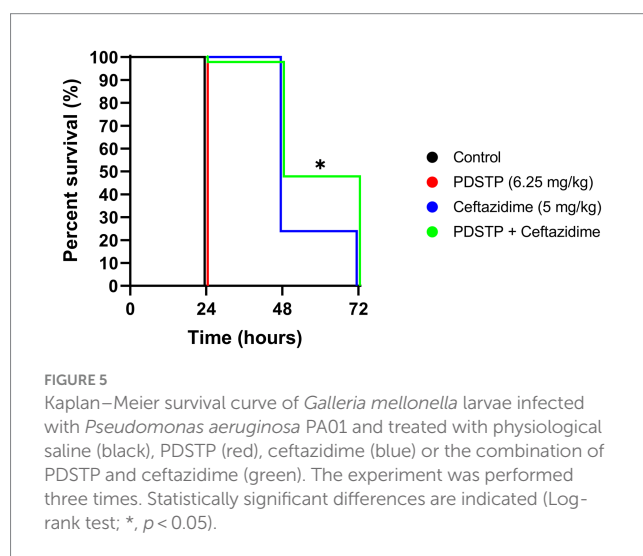 100
90
80
70
60
50
40
30
20
10
0
Percent survival (%)
*
0 24 48 72
Time (hours)
Control
PDSTP (6.25 mg/kg)
Ceftazidime (5 mg/kg)
PDSTP + Ceftazidime
FIGURE 5
Kaplan–Meier survival curve of Galleria mellonella larvae infected
with Pseudomonas aeruginosa PA01 and treated with physiological
saline (black), PDSTP (red), ceftazidime (blue) or the combination of
PDSTP and ceftazidime (green). The experiment was performed
three times. Statistically significant differences are indicated (Log-
rank test; *, p < 0.05).